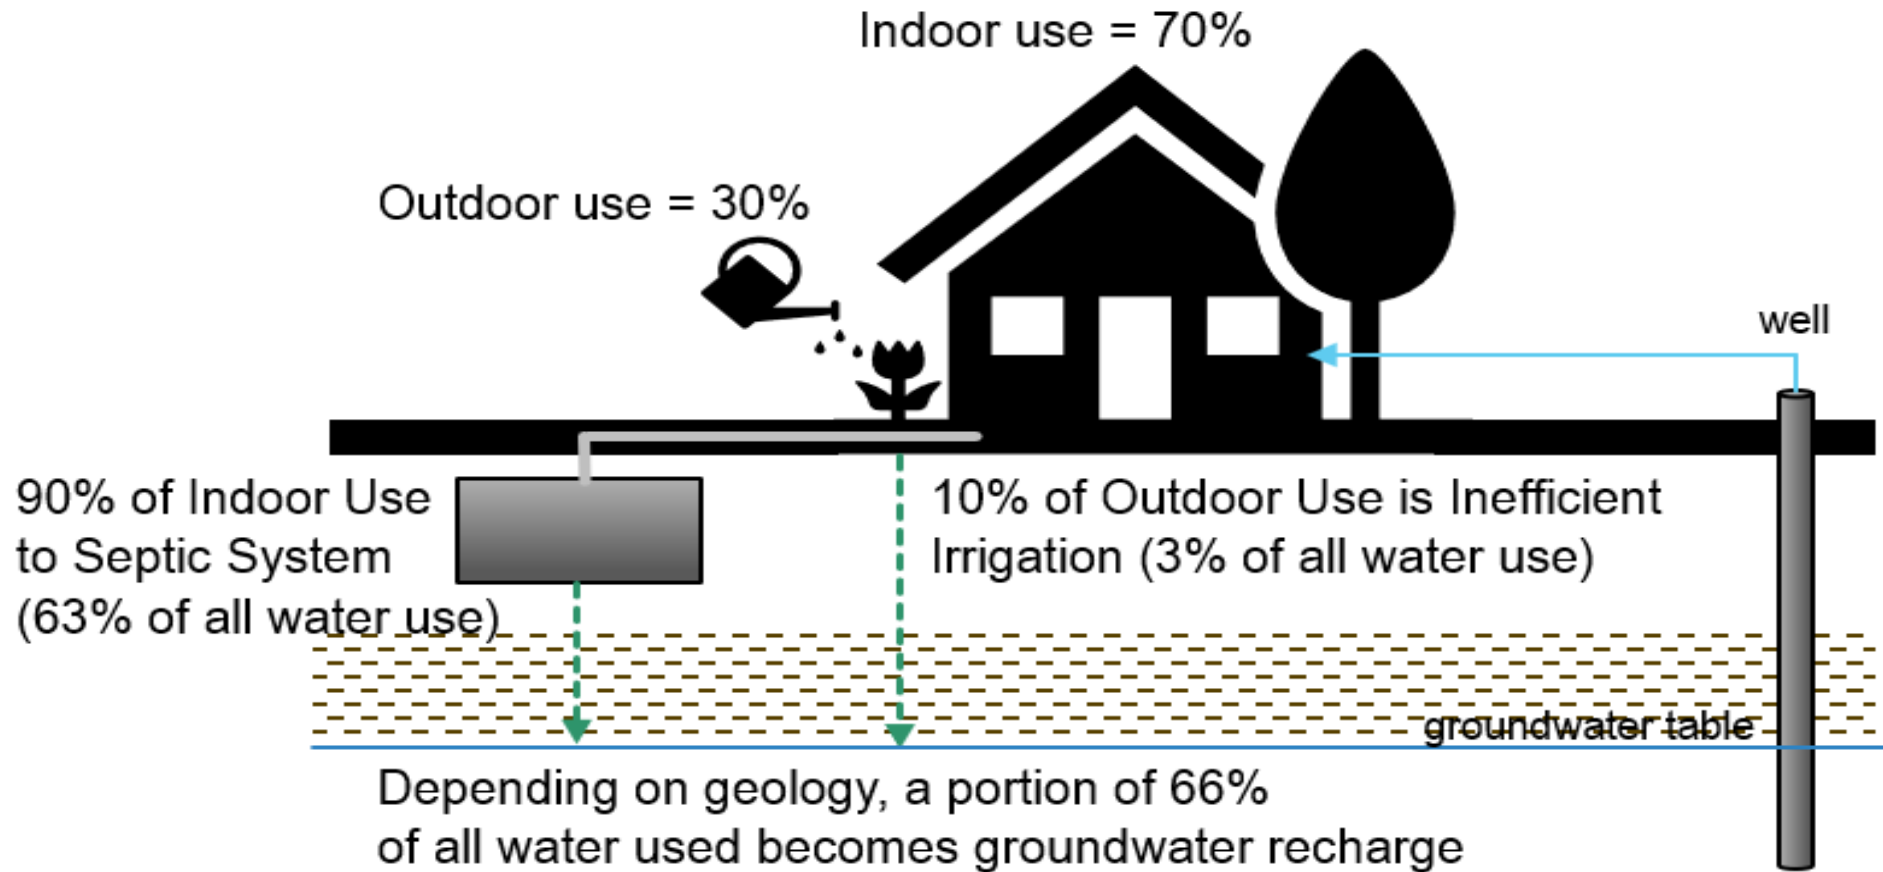 Indoor use = 70%
Outdoor use = 30%
well
90% of Indoor Use
to Septic System
(63% of all water use)
10% of Outdoor Use is Inefficient
Irrigation (3% of all water use)
groundwater table
Depending on geology, a portion of 66%
of all water used becomes groundwater recharge